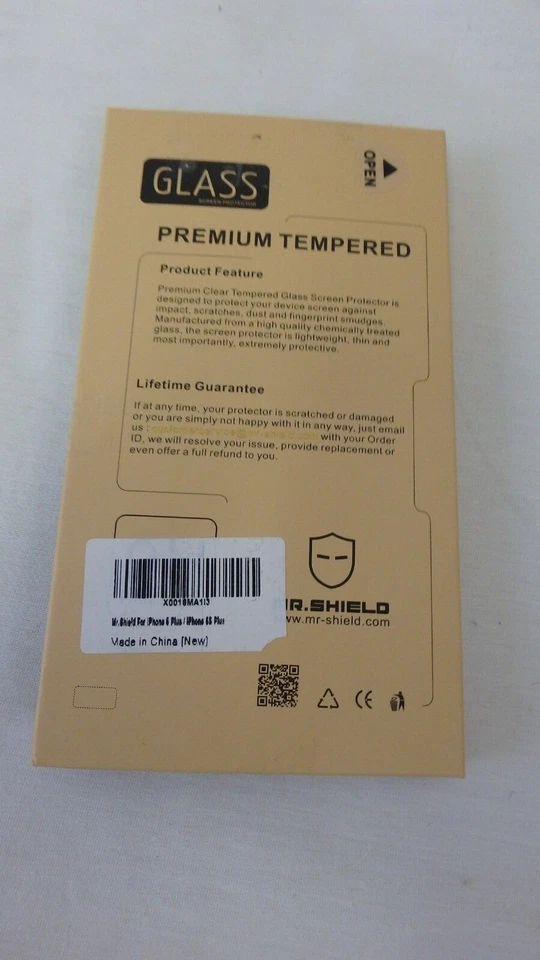 GLASS
SCREEN PROTECTOR
OPEN
PREMIUM TEMPERED
Product Feature
Premium Clear Tempered Glass Screen Protector is
designed to protect your device screen against
impact, scratches, dust and fingerprint smudges.
Manufactured from a high quality chemically treated
glass, the screen protector is lightweight, thin and
most importantly, extremely protective.
Lifetime Guarantee
If at any time, your protector is scratched or damaged
or you are simply not happy with it in any way, just email
us with your Order
ID, we will resolve your issue, provide replacement or
even offer a full refund to you.
MR.SHIELD
www.mr-shield.com
Mr.Shield For iPhone 6 Plus / iPhone 6S Plus
Made in China [New]
CE